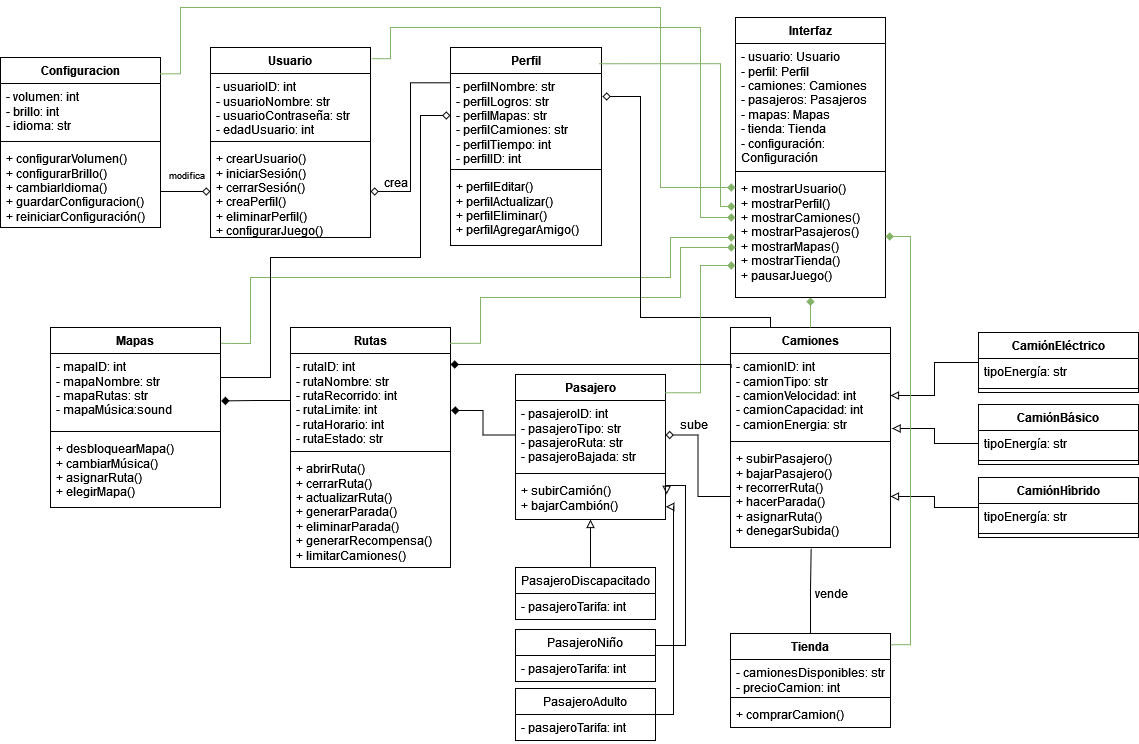 Configuracion
- volumen: int
- brillo: int
- idioma: str
+ configurarVolumen()
+ configurarBrillo()
+ cambiarIdioma()
+ guardarConfiguracion()
+ reiniciarConfiguración()
modifica
Usuario
- usuarioID: int
- usuarioNombre: str
- usuarioContraseña: str
- edadUsuario: int
+ crearUsuario()
+ iniciarSesión()
+ cerrarSesión()
+ creaPerfil()
+ eliminarPerfil()
+ configurarJuego()
crea
Perfil
- perfilNombre: str
- perfilLogros: str
- perfilMapas: str
- perfilCamiones: str
- perfilTiempo: int
- perfilID: int
+ perfilEditar()
+ perfilActualizar()
+ perfilEliminar()
+ perfilAgregarAmigo()
Interfaz
- usuario: Usuario
- perfil: Perfil
- camiones: Camiones
- pasajeros: Pasajeros
- mapas: Mapas
- tienda: Tienda
- configuración:
Configuración
+ mostrarUsuario()
+ mostrarPerfil()
+ mostrarCamiones()
+ mostrarPasajeros()
+ mostrarMapas()
+ mostrarTienda()
+ pausarJuego()
Mapas
- mapaID: int
- mapaNombre: str
- mapaRutas: str
- mapaMúsica:sound
+ desbloquearMapa()
+ cambiarMúsica()
+ asignarRuta()
+ elegirMapa()
Rutas
- rutaID: int
- rutaNombre: str
- rutaRecorrido: int
- rutaLimite: int
- rutaHorario: int
- rutaEstado: str
+ abrirRuta()
+ cerrarRuta()
+ actualizarRuta()
+ generarParada()
+ eliminarParada()
+ generarRecompensa()
+ limitarCamiones()
Pasajero
- pasajeroID: int
- pasajeroTipo: str
- pasajeroRuta: str
- pasajeroBajada: str
+ subirCamión()
+ bajarCambión()
sube
Camiones
- camionID: int
- camionTipo: str
- camionVelocidad: int
- camionCapacidad: int
- camionEnergia: str
+ subirPasajero()
+ bajarPasajero()
+ recorrerRuta()
+ hacerParada()
+ asignarRuta()
+ denegarSubida()
CamiónEléctrico
tipoEnergía: str
CamiónBásico
tipoEnergía: str
CamiónHíbrido
tipoEnergía: str
PasajeroDiscapacitado
- pasajeroTarifa: int
PasajeroNiño
- pasajeroTarifa: int
PasajeroAdulto
- pasajeroTarifa: int
vende
Tienda
- camionesDisponibles: str
- precioCamion: int
+ comprarCamion()